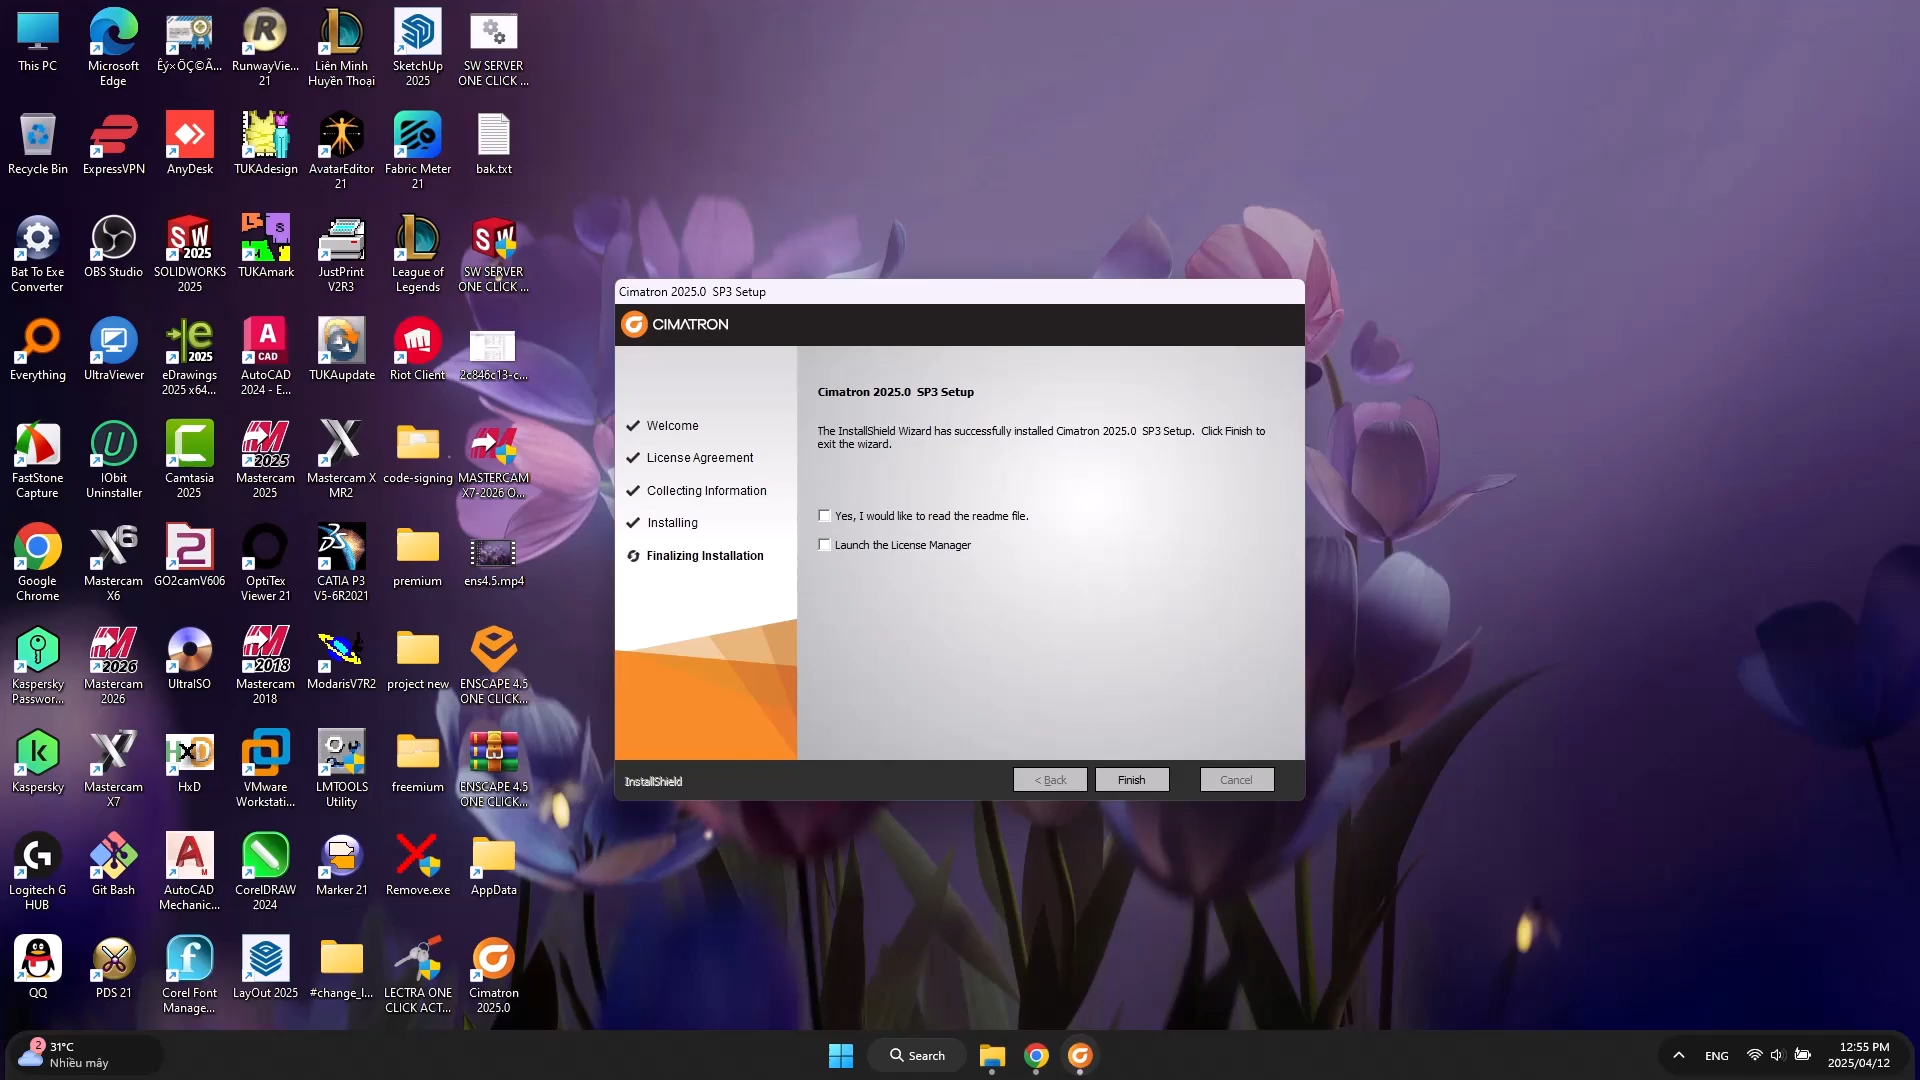 This PC
Microsoft
Edge
Êý×ÖÇ©Ã...
RunwayVie...
21
Liên Minh
Huyền Thoại
SketchUp
2025
SW SERVER
ONE CLICK ...
Recycle Bin
ExpressVPN
AnyDesk
TUKAdesign
AvatarEditor
21
Fabric Meter
21
bak.txt
Bat To Exe
Converter
OBS Studio
SOLIDWORKS
2025
TUKAmark
JustPrint
V2R3
League of
Legends
SW SERVER
ONE CLICK ...
Everything
UltraViewer
eDrawings
2025 x64...
AutoCAD
2024 - E...
TUKAupdate
Riot Client
2c846c13-c...
FastStone
Capture
IObit
Uninstaller
Camtasia
2025
Mastercam
2025
Mastercam X
MR2
code-signing
MASTERCAM
X7-2026 O...
Google
Chrome
Mastercam
X6
GO2camV606
OptiTex
Viewer 21
CATIA P3
V5-6R2021
premium
ens4.5.mp4
Kaspersky
Passwor...
Mastercam
2026
UltraISO
Mastercam
2018
ModarisV7R2
project new
ENSCAPE 4.5
ONE CLICK...
Kaspersky
Mastercam
X7
HxD
VMware
Workstati...
LMTOOLS
Utility
freemium
ENSCAPE 4.5
ONE CLICK...
Logitech G
HUB
Git Bash
AutoCAD
Mechanic...
CorelDRAW
2024
Marker 21
Remove.exe
AppData
QQ
PDS 21
Corel Font
Manage...
LayOut 2025
#change_l...
LECTRA ONE
CLICK ACT...
Cimatron
2025.0
Cimatron 2025.0  SP3 Setup
CIMATRON
Welcome
License Agreement
Collecting Information
Installing
Finalizing Installation
Cimatron 2025.0  SP3 Setup
The InstallShield Wizard has successfully installed Cimatron 2025.0  SP3 Setup.  Click Finish to
exit the wizard.
Yes, I would like to read the readme file.
Launch the License Manager
InstallShield
< Back
Finish
Cancel
2
31°C
Nhiều mây
Search
ENG
12:55 PM
2025/04/12